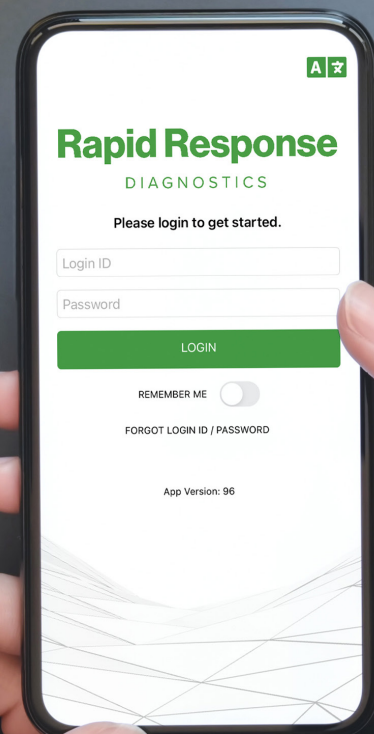 A 文
Rapid Response
DIAGNOSTICS
Please login to get started.
Login ID
Password
LOGIN
REMEMBER ME
FORGOT LOGIN ID / PASSWORD
App Version: 96